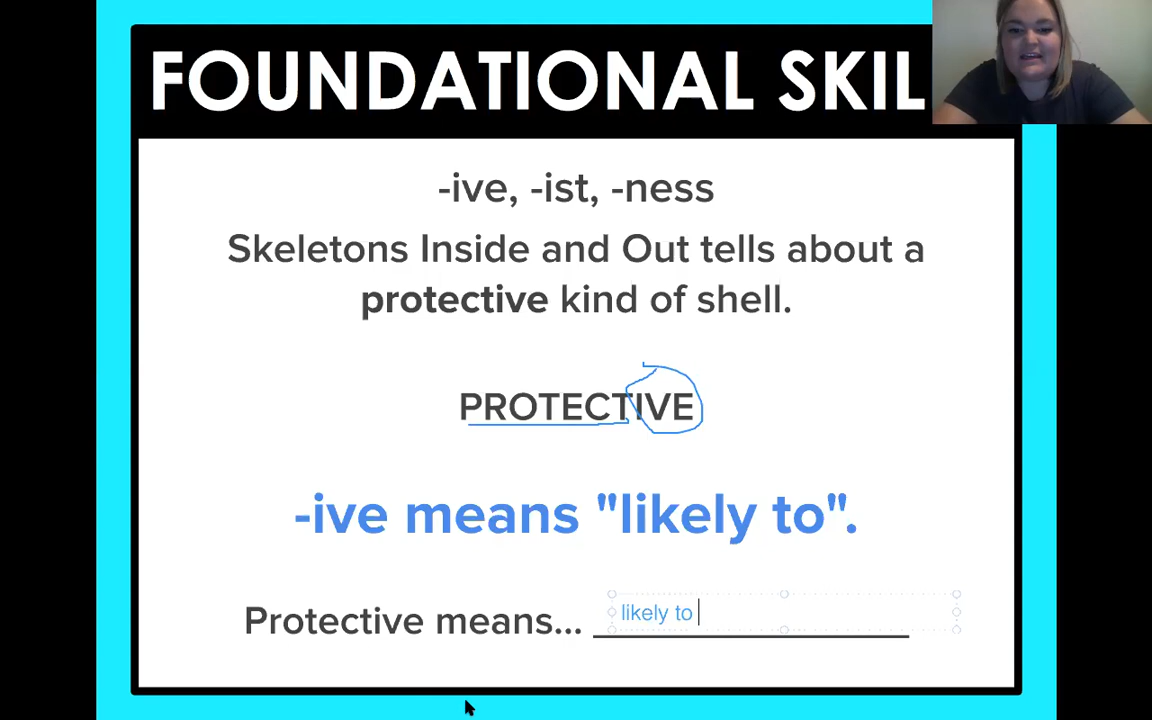 FOUNDATIONAL SKIL
-ive, -ist, -ness
Skeletons Inside and Out tells about a
protective kind of shell.
PROTECTIVE
-ive means "likely to".
Protective means... likely to